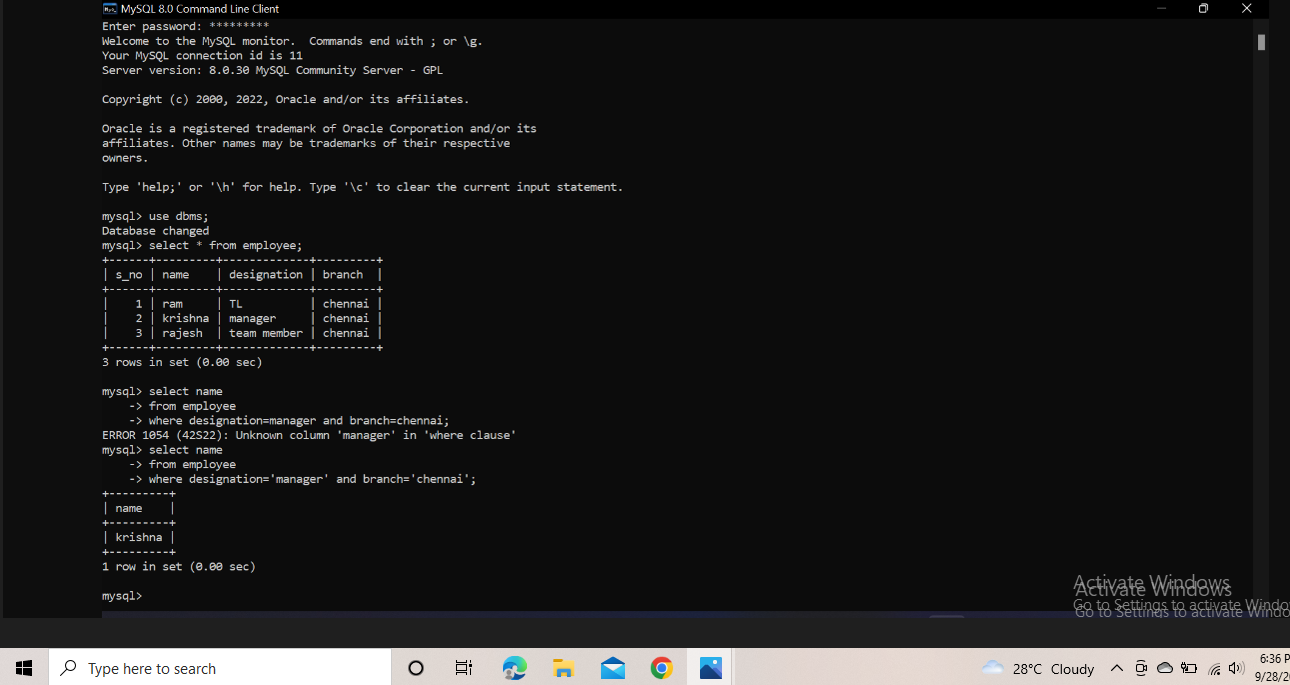 MySQL 8.0 Command Line Client
Enter password: *********
Welcome to the MySQL monitor.  Commands end with ; or \g.
Your MySQL connection id is 11
Server version: 8.0.30 MySQL Community Server - GPL
Copyright (c) 2000, 2022, Oracle and/or its affiliates.
Oracle is a registered trademark of Oracle Corporation and/or its
affiliates. Other names may be trademarks of their respective
owners.
Type 'help;' or '\h' for help. Type '\c' to clear the current input statement.
mysql> use dbms;
Database changed
mysql> select * from employee;
+------+---------+-------------+---------+
| s_no | name    | designation | branch  |
+------+---------+-------------+---------+
|    1 | ram     | TL          | chennai |
|    2 | krishna | manager     | chennai |
|    3 | rajesh  | team member | chennai |
+------+---------+-------------+---------+
3 rows in set (0.00 sec)
mysql> select name
    -> from employee
    -> where designation=manager and branch=chennai;
ERROR 1054 (42S22): Unknown column 'manager' in 'where clause'
mysql> select name
    -> from employee
    -> where designation='manager' and branch='chennai';
+---------+
| name    |
+---------+
| krishna |
+---------+
1 row in set (0.00 sec)
mysql>
Activate Windows
Activate Windows
Go to Settings to activate Windo
Go to Settings to activate Windo
Type here to search
28°C Cloudy
6:36 P
9/28/2